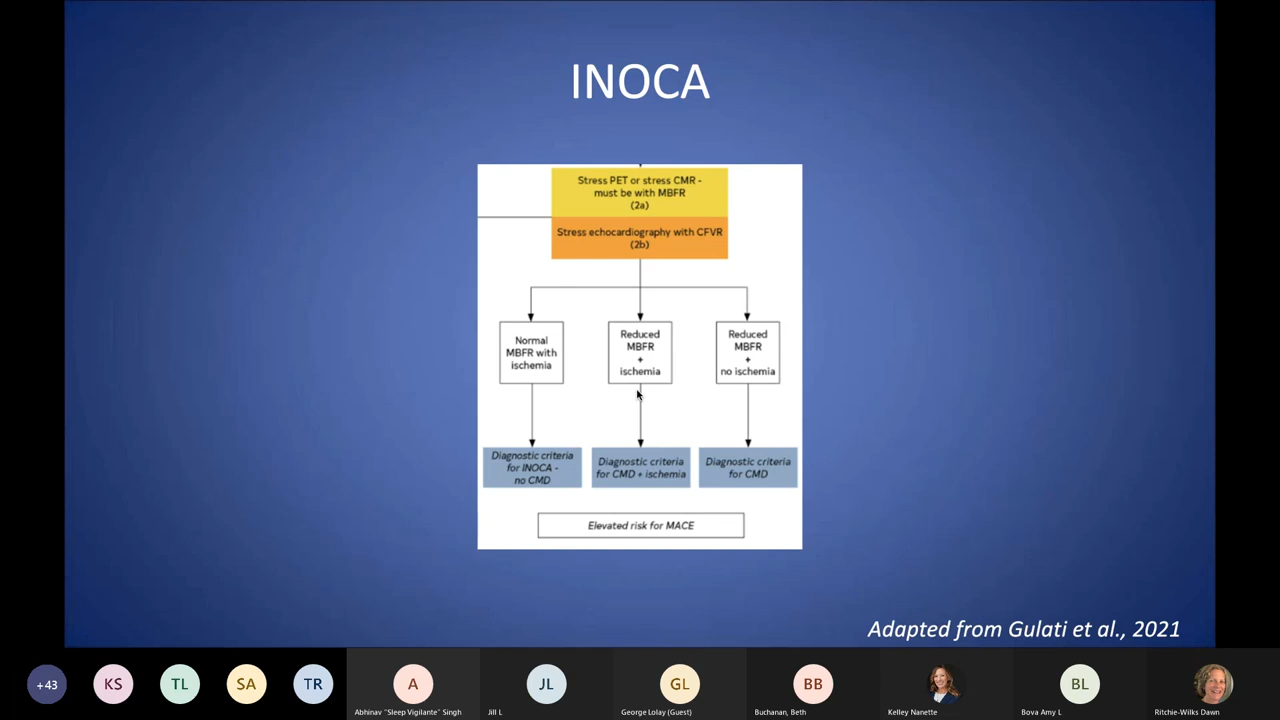 INOCA
Stress PET or stress CMR -
must be with MBFR
(2a)
Stress echocardiography with CFVR
(2b)
Normal
MBFR with
ischemia
Reduced
MBFR
+
ischemia
Reduced
MBFR
+
no ischemia
Diagnostic criteria
for INOCA -
no CMD
Diagnostic criteria
for CMD + ischemia
Diagnostic criteria
for CMD
Elevated risk for MACE
Adapted from Gulati et al., 2021
+43
KS
TL
SA
TR
A
Abhinav "Sleep Vigilante" Singh
JL
Jill L
GL
George Lolay (Guest)
BB
Buchanan, Beth
Kelley Nanette
BL
Bova Amy L
Ritchie-Wilks Dawn